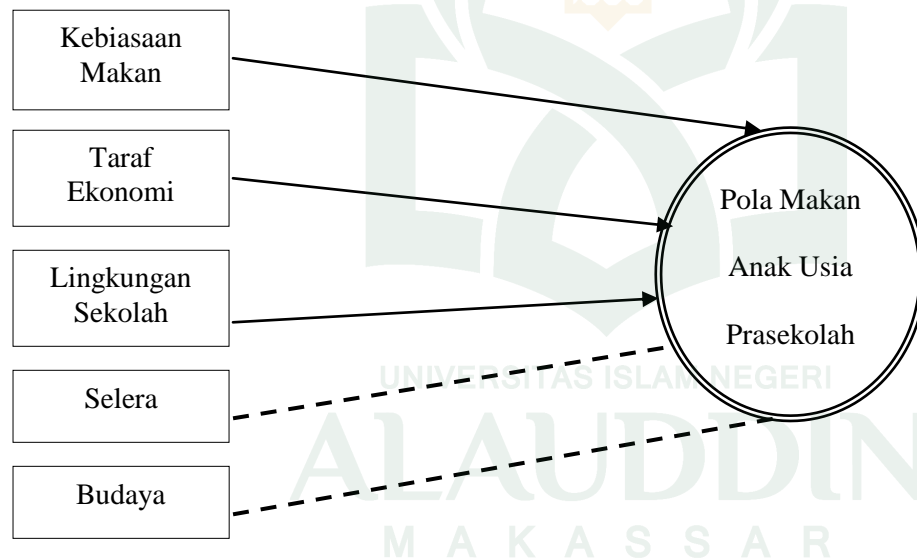 Kebiasaan
Makan
Taraf
Ekonomi
Lingkungan
Sekolah
Selera
Budaya
Pola Makan
Anak Usia
Prasekolah
UNIVERSITAS ISLAM NEGERI
ALAUDDIN
MAKASSAR